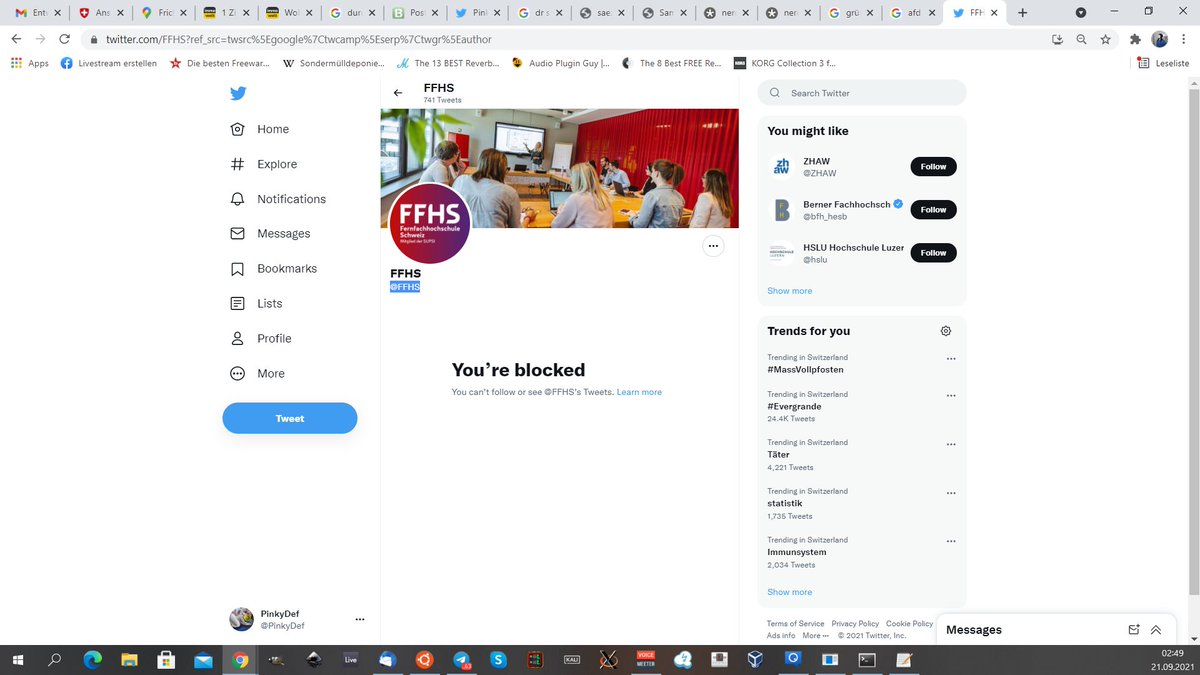 Ent
Ans
Fric
1 Zi
Wol
dur
Post
Pin
dr s
sae.
San
ner
ner
grü
afd
FFH
twitter.com/FFHS?ref_src=twsrc%5Egoogle%7Ctwcamp%5Eserp%7Ctwgr%5Eauthor
Apps
Livestream erstellen
Die besten Freewar...
Sondermülldeponie...
The 13 BEST Reverb...
Audio Plugin Guy |...
The 8 Best FREE Re...
KORG Collection 3 f...
Leseliste
Home
Explore
Notifications
Messages
Bookmarks
Lists
Profile
More
Tweet
PinkyDef
@PinkyDef
FFHS
741 Tweets
FFHS
Fernfachhochschule
Schweiz
Mitglied der SUPSI
FFHS
@FFHS
You're blocked
You can't follow or see @FFHS's Tweets. Learn more
Search Twitter
You might like
zh
aw
ZHAW
@ZHAW
Follow
Berner Fachhochsch
@bfh_hesb
Follow
HSLU Hochschule Luzer
@hslu
Follow
Show more
Trends for you
Trending in Switzerland
#MassVollpfosten
Trending in Switzerland
#Evergrande
24.4K Tweets
Trending in Switzerland
Täter
4,221 Tweets
Trending in Switzerland
statistik
1,735 Tweets
Trending in Switzerland
Immunsystem
2,034 Tweets
Show more
Terms of Service Privacy Policy Cookie Policy
Ads info More ··· © 2021 Twitter, Inc.
Messages
Live
53
KALI
VOICE
MEETER
02:49
21.09.2021